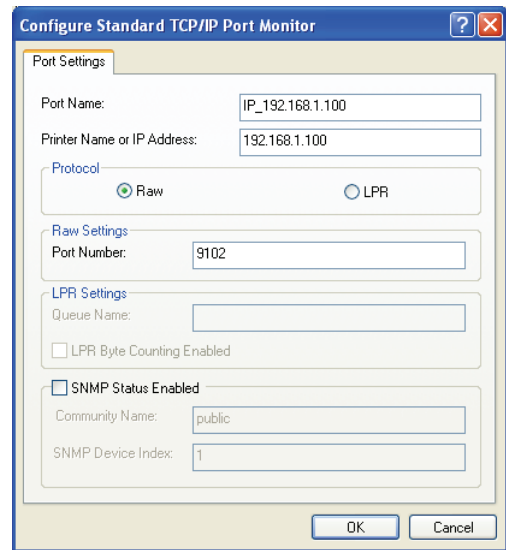 Configure Standard TCP/IP Port Monitor
Port Settings
Port Name: IP_192.168.1.100
Printer Name or IP Address: 192.168.1.100
Protocol
Raw LPR
Raw Settings
Port Number: 9102
LPR Settings
Queue Name:
LPR Byte Counting Enabled
SNMP Status Enabled
Community Name: public
SNMP Device Index: 1
OK Cancel